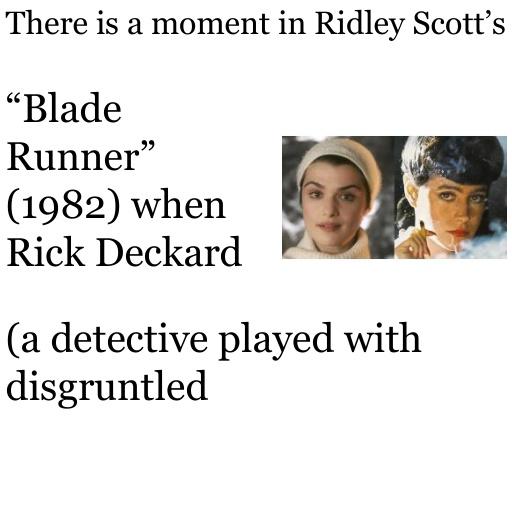 There is a moment in Ridley Scott’s
“Blade
Runner”
(1982) when
Rick Deckard
(a detective played with
disgruntled